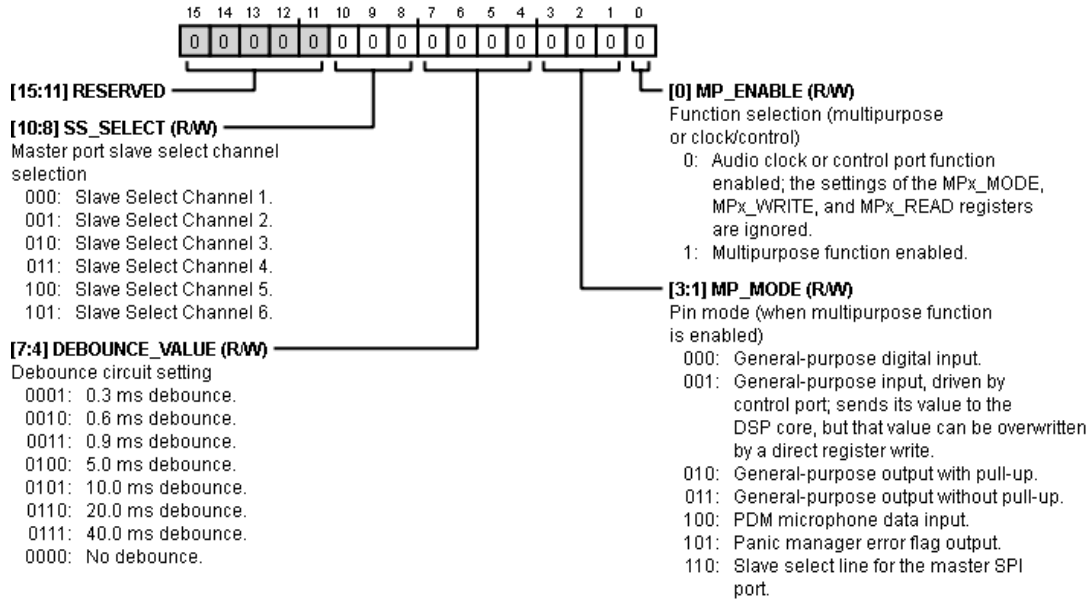 15 14 13 12 11 10 9 8 7 6 5 4 3 2 1 0
0 0 0 0 0 0 0 0 0 0 0 0 0 0 0 0
[15:11] RESERVED
[10:8] SS_SELECT (R/W)
Master port slave select channel
selection
000: Slave Select Channel 1.
001: Slave Select Channel 2.
010: Slave Select Channel 3.
011: Slave Select Channel 4.
100: Slave Select Channel 5.
101: Slave Select Channel 6.
[7:4] DEBOUNCE_VALUE (R/W)
Debounce circuit setting
0001: 0.3 ms debounce.
0010: 0.6 ms debounce.
0011: 0.9 ms debounce.
0100: 5.0 ms debounce.
0101: 10.0 ms debounce.
0110: 20.0 ms debounce.
0111: 40.0 ms debounce.
0000: No debounce.
[0] MP_ENABLE (R/W)
Function selection (multipurpose
or clock/control)
0: Audio clock or control port function
enabled; the settings of the MPx_MODE,
MPx_WRITE, and MPx_READ registers
are ignored.
1: Multipurpose function enabled.
[3:1] MP_MODE (R/W)
Pin mode (when multipurpose function
is enabled)
000: General-purpose digital input.
001: General-purpose input, driven by
control port; sends its value to the
DSP core, but that value can be overwritten
by a direct register write.
010: General-purpose output with pull-up.
011: General-purpose output without pull-up.
100: PDM microphone data input.
101: Panic manager error flag output.
110: Slave select line for the master SPI
port.